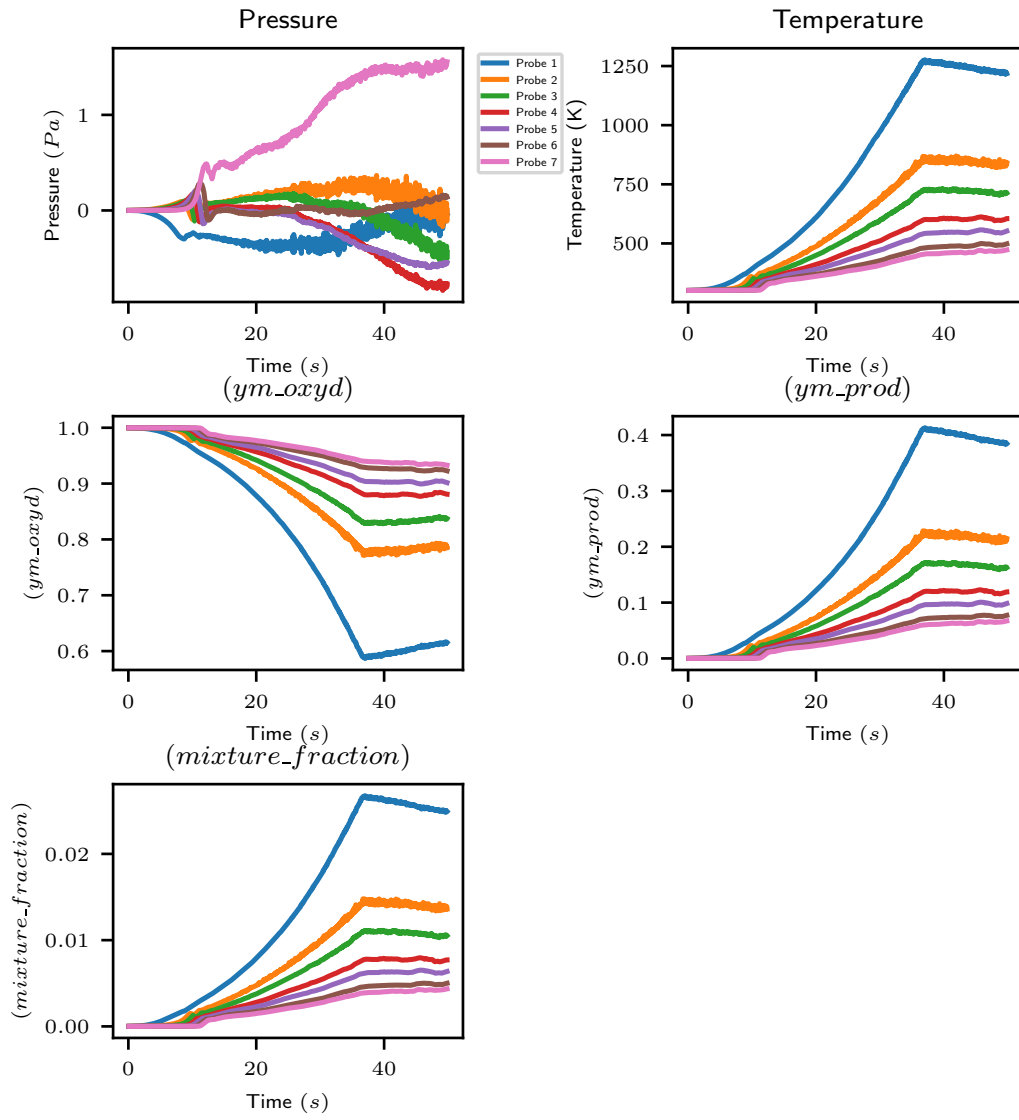 Pressure
Temperature
Pressure (Pa)
1
0
0
20
40
Time (s)
Probe 1
Probe 2
Probe 3
Probe 4
Probe 5
Probe 6
Probe 7
Temperature (K)
1250
1000
750
500
0
20
40
Time (s)
(ym_oxyd)
(ym_prod)
(ym_oxyd)
1.0
0.9
0.8
0.7
0.6
0
20
40
Time (s)
(ym_prod)
0.4
0.3
0.2
0.1
0.0
0
20
40
Time (s)
(mixture_fraction)
(mixture_fraction)
0.02
0.01
0.00
0
20
40
Time (s)